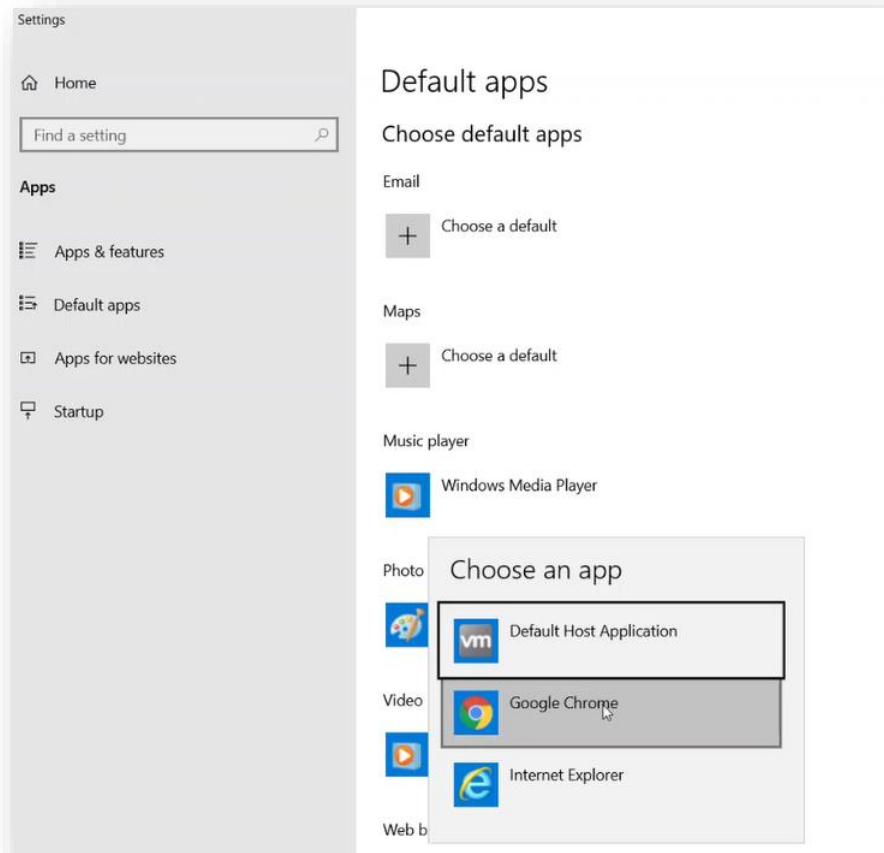 Settings
Home
Find a setting
Apps
Apps & features
Default apps
Apps for websites
Startup
Default apps
Choose default apps
Email
Choose a default
Maps
Choose a default
Music player
Windows Media Player
Photo
Choose an app
vm
Default Host Application
Google Chrome
Video
Internet Explorer
Web b